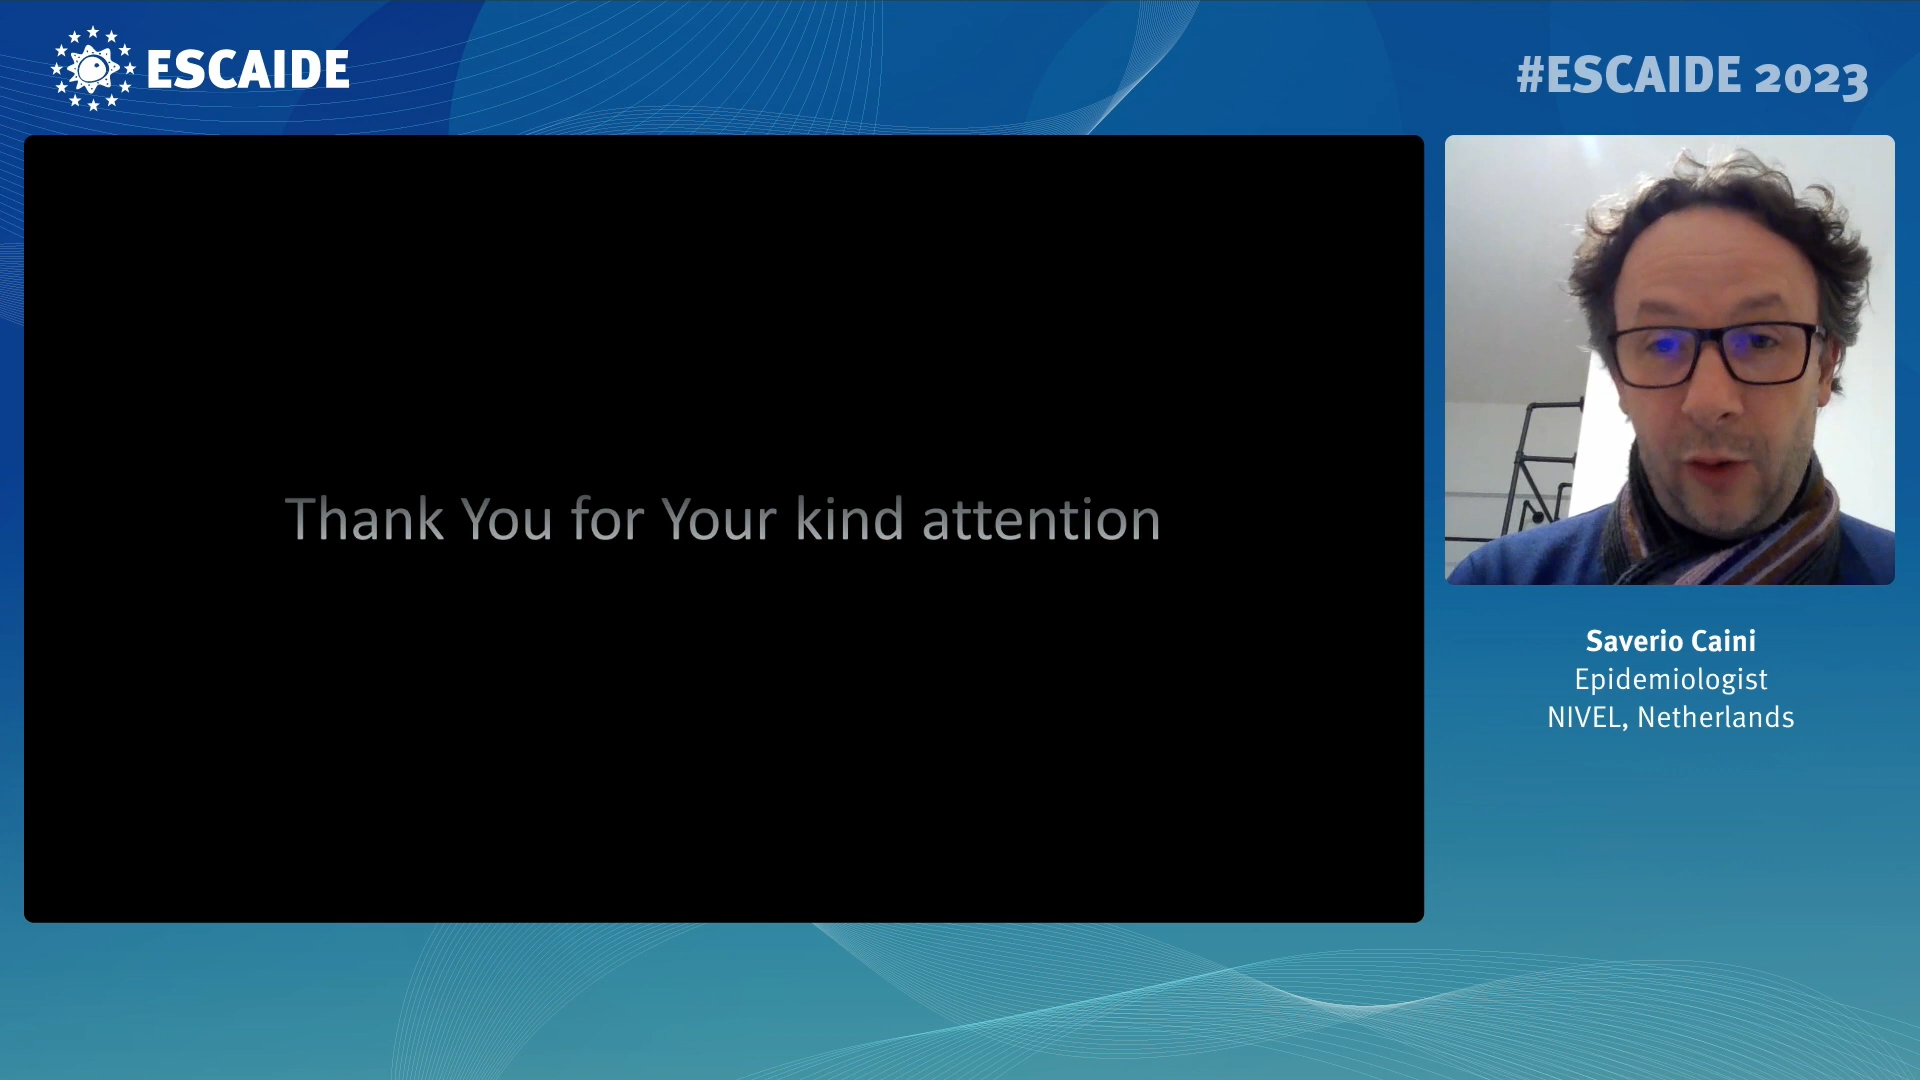 ESCAIDE
#ESCAIDE 2023
Thank You for Your kind attention
Saverio Caini
Epidemiologist
NIVEL, Netherlands